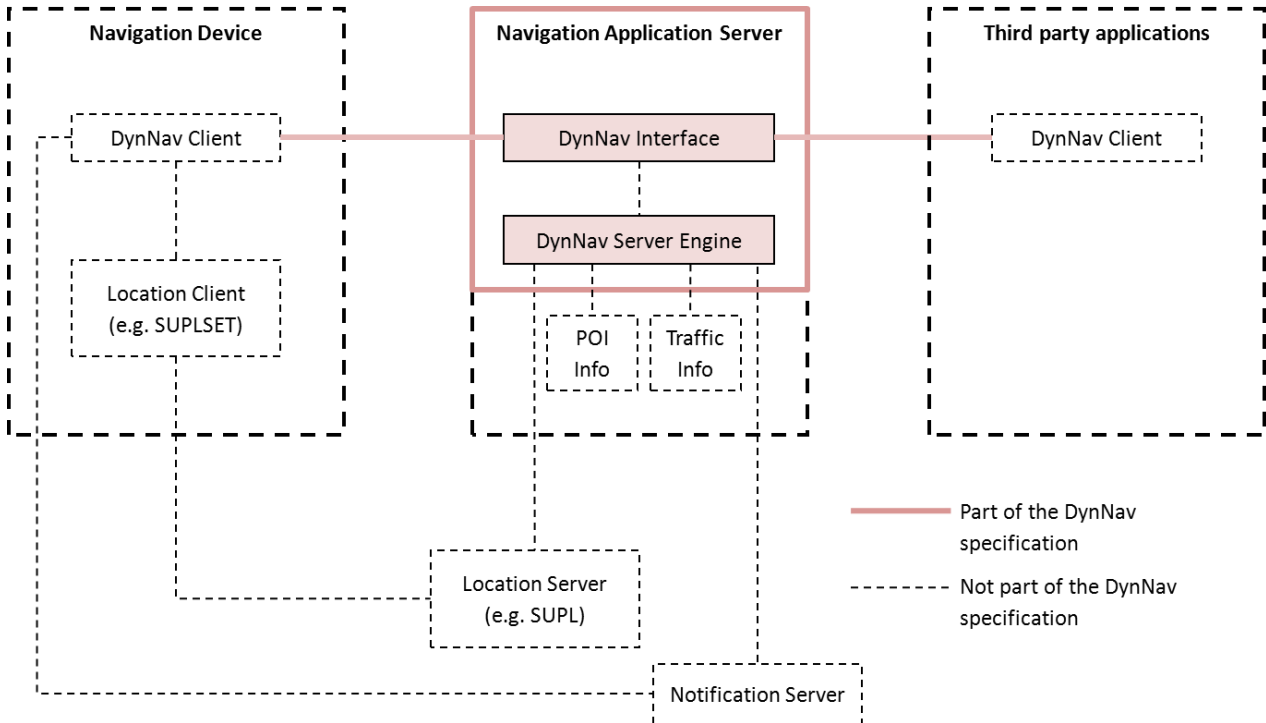 Navigation Device
Navigation Application Server
Third party applications
DynNav Client
DynNav Interface
DynNav Client
DynNav Server Engine
Location Client
(e.g. SUPLSET)
POI
Info
Traffic
Info
Part of the DynNav
specification
Location Server
(e.g. SUPL)
Not part of the DynNav
specification
Notification Server